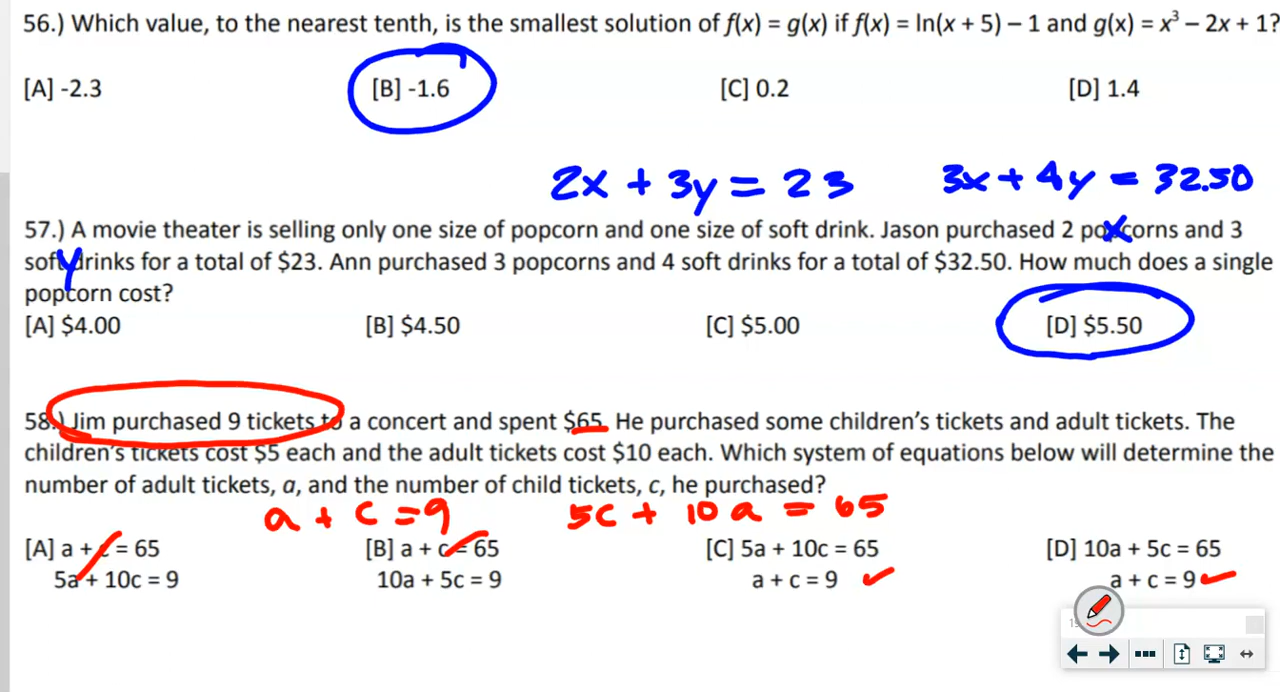 56.) Which value, to the nearest tenth, is the smallest solution of f(x) = g(x) if f(x) = ln(x + 5) – 1 and g(x) = x³ – 2x + 1?
[A] -2.3 [B] -1.6 [C] 0.2 [D] 1.4
2x + 3y = 23 3x + 4y = 32.50
57.) A movie theater is selling only one size of popcorn and one size of soft drink. Jason purchased 2 popcorns and 3
x
soft drinks for a total of $23. Ann purchased 3 popcorns and 4 soft drinks for a total of $32.50. How much does a single
y
popcorn cost?
[A] $4.00 [B] $4.50 [C] $5.00 [D] $5.50
58.) Jim purchased 9 tickets to a concert and spent $65. He purchased some children's tickets and adult tickets. The
children's tickets cost $5 each and the adult tickets cost $10 each. Which system of equations below will determine the
number of adult tickets, a, and the number of child tickets, c, he purchased?
a + c = 9 5c + 10a = 65
[A] a + c = 65 [B] a + c = 65 [C] 5a + 10c = 65 [D] 10a + 5c = 65
5a + 10c = 9 10a + 5c = 9 a + c = 9 a + c = 9